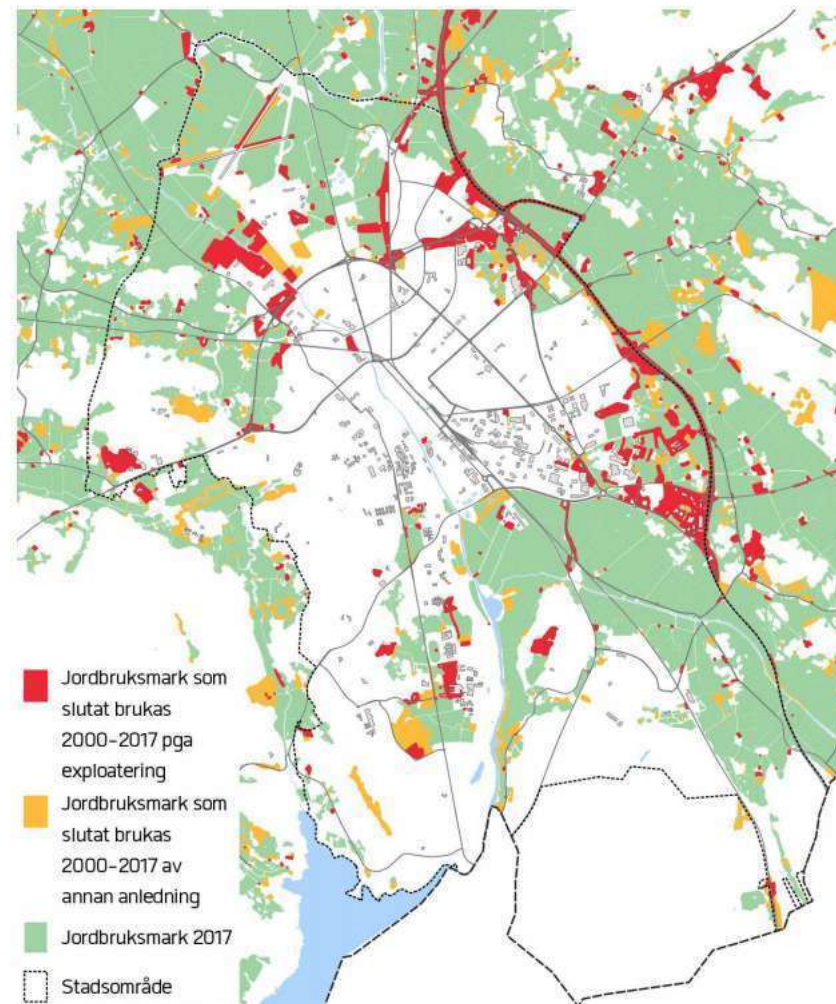 Jordbruksmark som
slutat brukas
2000–2017 pga
exploatering
Jordbruksmark som
slutat brukas
2000–2017 av
annan anledning
Jordbruksmark 2017
Stadsområde